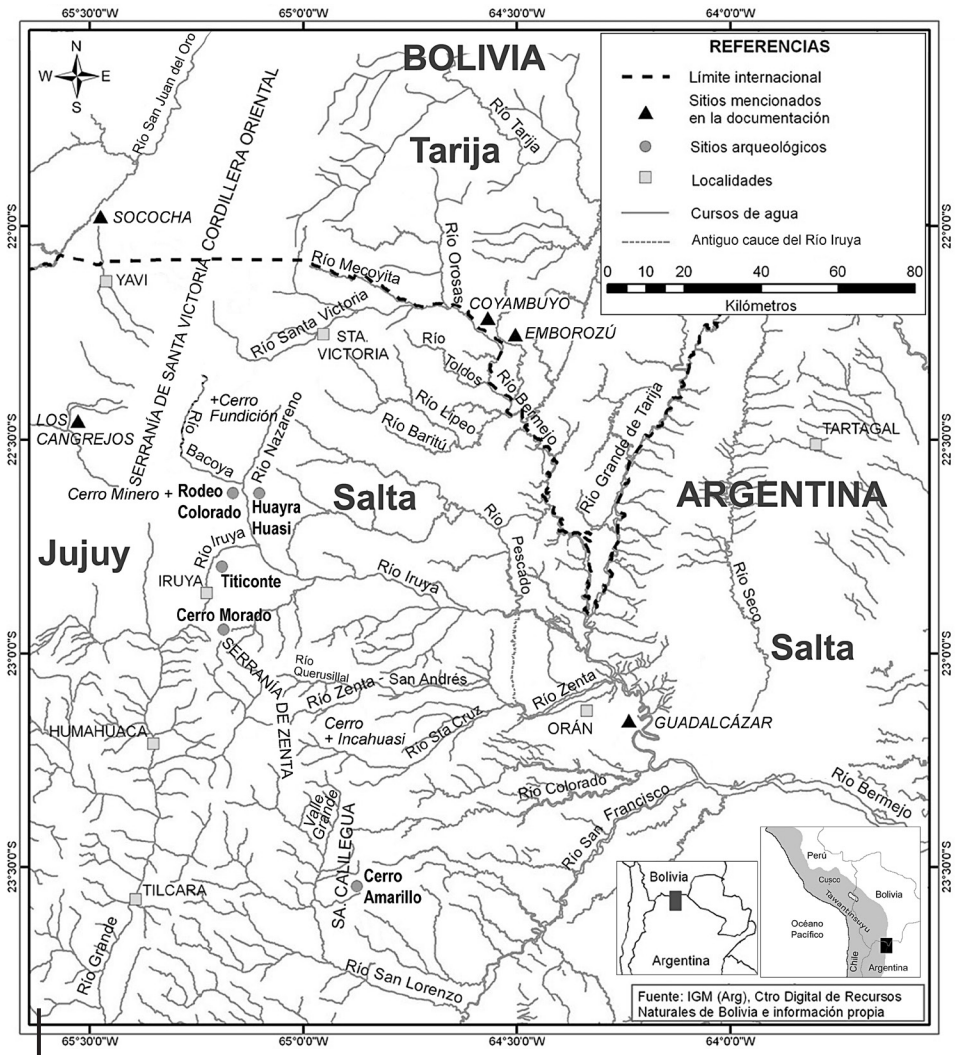 65°30'0"W 65°0'0"W 64°30'0"W 64°0'0"W
N
W E
S
BOLIVIA
Tarija
REFERENCIAS
Límite internacional
Sitios mencionados
en la documentación
Sitios arqueológicos
Localidades
Cursos de agua
Antiguo cauce del Río Iruya
0 5 10 20 40 60 80
Kilómetros
Río San Juan del Oro
SERRANÍA DE SANTA VICTORIA CORDILLERA ORIENTAL
Río Tarija
22°0'0"S
22°0'0"S
SOCOCHA
YAVI
Río Mecoyita
Río Orosas
COYAMBUYO
EMBOROZÚ
Río Santa Victoria
STA.
VICTORIA
Río
Toldos
Río Bermejo
Río Lipeo
Río Baritú
Río Grande de Tarija
TARTAGAL
LOS
CANGREJOS
22°30'0"S
22°30'0"S
+Cerro
Fundición
Río
Bacoya
Río Nazareno
Cerro Minero +
Rodeo
Colorado
Huayra
Huasi
Salta
ARGENTINA
Jujuy
Río Iruya
IRUYA
Titiconte
Río Iruya
Río
Pescado
Río Seco
Cerro Morado
23°0'0"S
23°0'0"S
Salta
SERRANÍA DE ZENTA
Río
Querusillal
Río Zenta - San Andrés
Río Zenta
Cerro
+ Incahuasi
Río Sta Cruz
ORÁN
GUADALCÁZAR
HUMAHUACA
Río Colorado
Río San Francisco
Río Bermejo
Valle
Grande
SA. CALILEGUA
Cerro
Amarillo
23°30'0"S
23°30'0"S
TILCARA
Río Grande
Río San Lorenzo
Bolivia
Argentina
Perú
Cusco
Bolivia
Tawantinsuyu
Océano
Pacífico
Chile
Argentina
Fuente: IGM (Arg), Ctro Digital de Recursos
Naturales de Bolivia e información propia
65°30'0"W 65°0'0"W 64°30'0"W 64°0'0"W